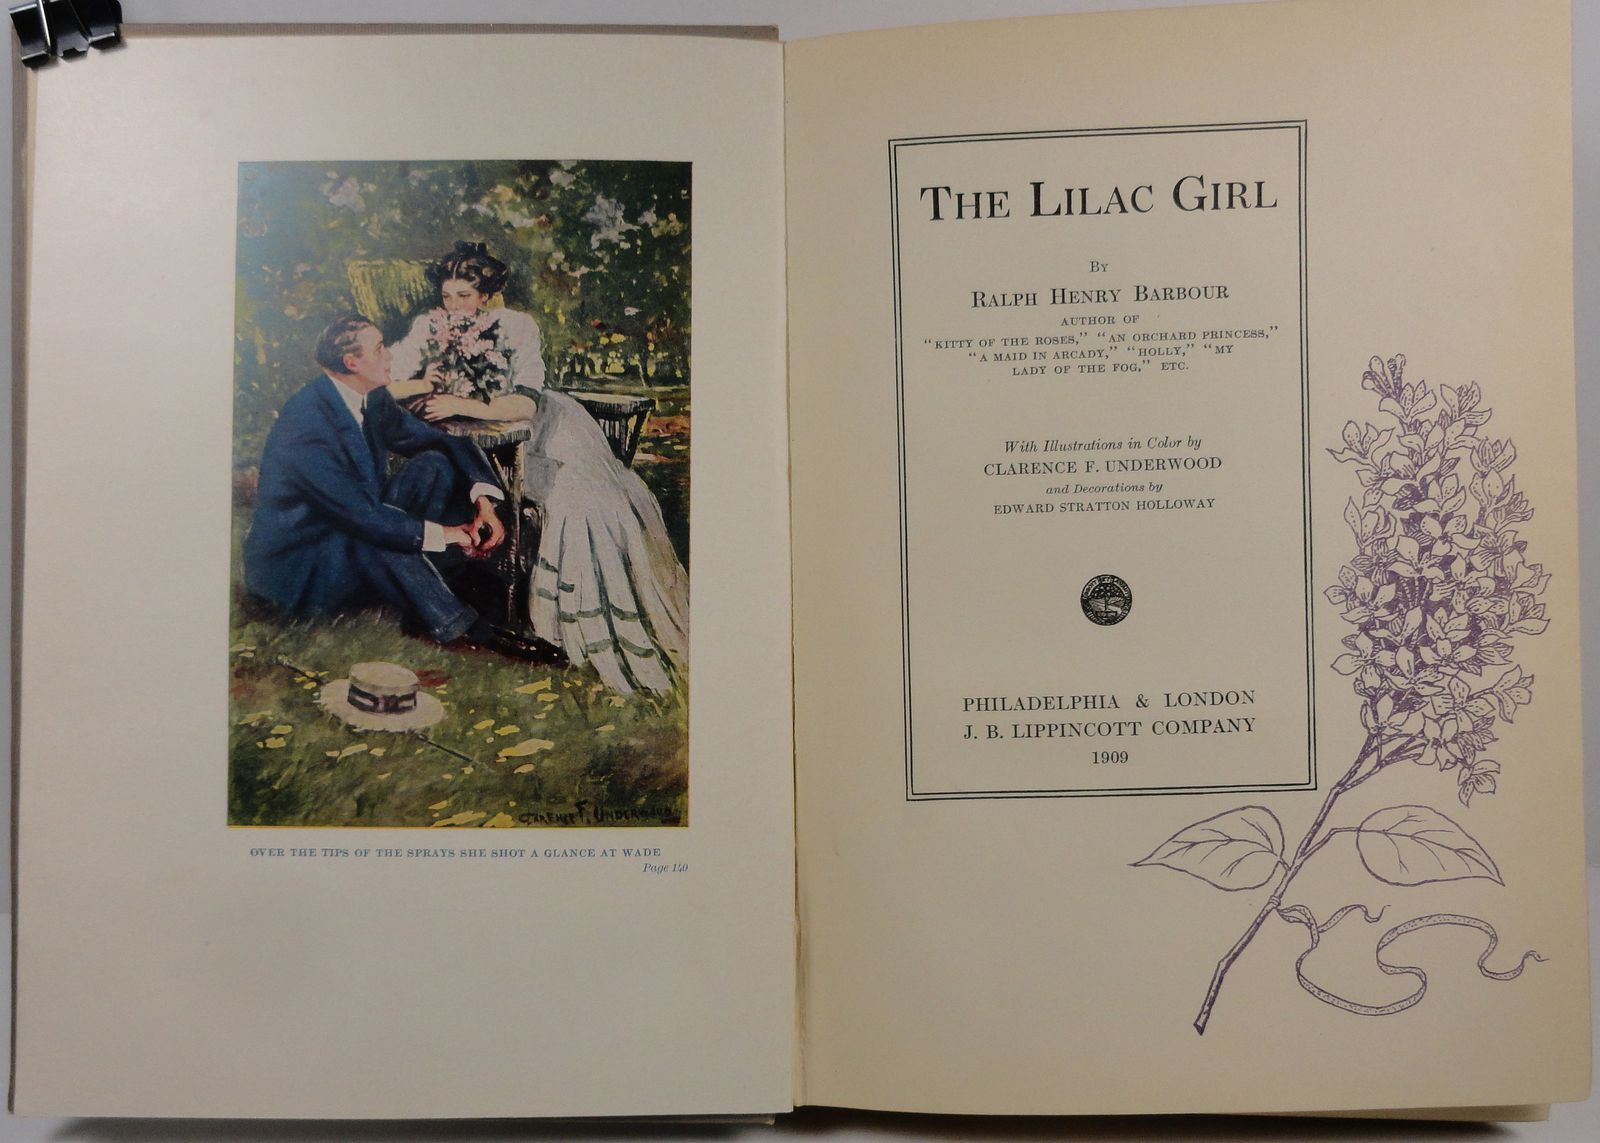 CLARENCE F. UNDERWOOD
OVER THE TIPS OF THE SPRAYS SHE SHOT A GLANCE AT WADE
Page 140
THE LILAC GIRL
BY
RALPH HENRY BARBOUR
AUTHOR OF
"KITTY OF THE ROSES," "AN ORCHARD PRINCESS,"
"A MAID IN ARCADY," "HOLLY," "MY
LADY OF THE FOG," ETC.
With Illustrations in Color by
CLARENCE F. UNDERWOOD
and Decorations by
EDWARD STRATTON HOLLOWAY
PHILADELPHIA & LONDON
J. B. LIPPINCOTT COMPANY
1909